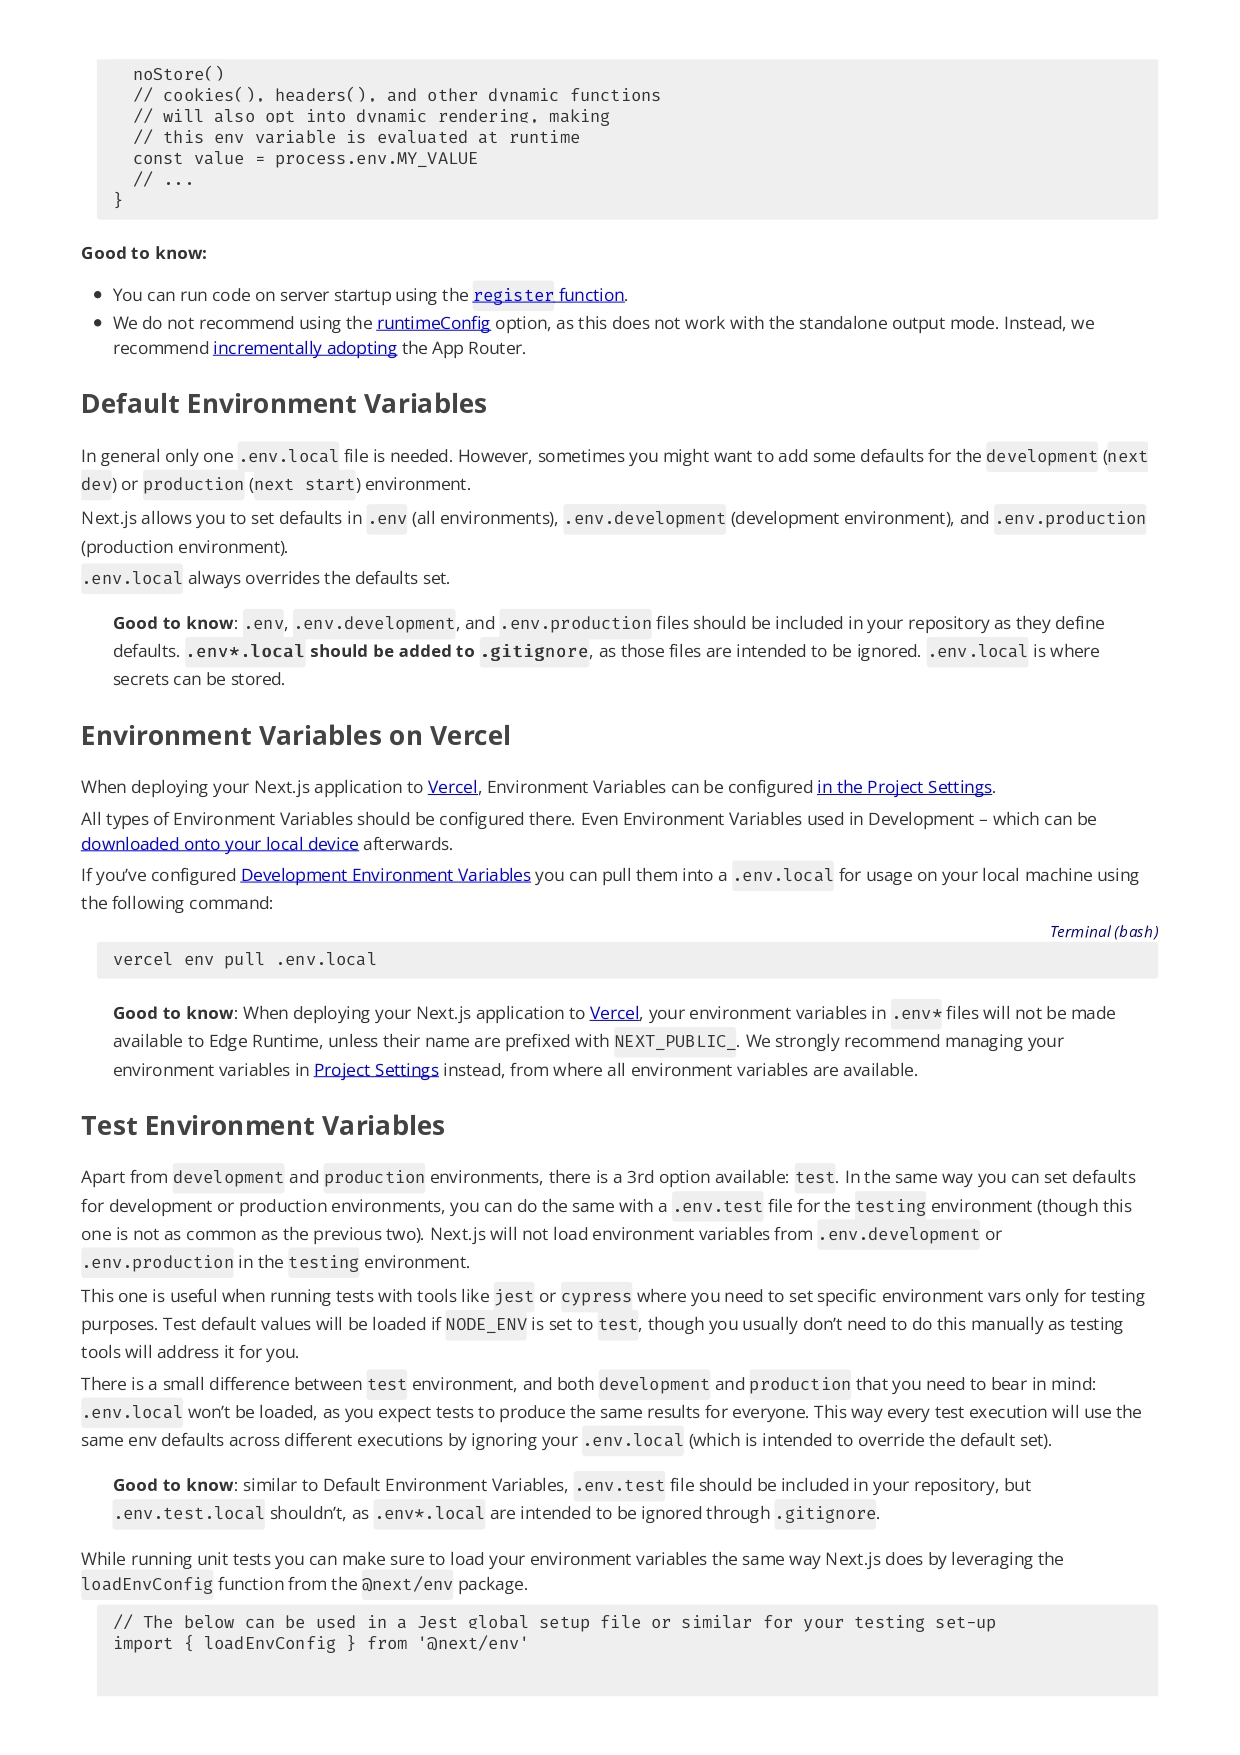 noStore()
// cookies(), headers(), and other dynamic functions
// will also opt into dynamic rendering, making
// this env variable is evaluated at runtime
const value = process.env.MY_VALUE
// ...
}
Good to know:
• You can run code on server startup using the register function.
• We do not recommend using the runtimeConfig option, as this does not work with the standalone output mode. Instead, we
recommend incrementally adopting the App Router.
Default Environment Variables
In general only one .env.local file is needed. However, sometimes you might want to add some defaults for the development (next
dev) or production (next start) environment.
Next.js allows you to set defaults in .env (all environments), .env.development (development environment), and .env.production
(production environment).
.env.local always overrides the defaults set.
Good to know: .env, .env.development, and .env.production files should be included in your repository as they define
defaults. .env*.local should be added to .gitignore, as those files are intended to be ignored. .env.local is where
secrets can be stored.
Environment Variables on Vercel
When deploying your Next.js application to Vercel, Environment Variables can be configured in the Project Settings.
All types of Environment Variables should be configured there. Even Environment Variables used in Development – which can be
downloaded onto your local device afterwards.
If you’ve configured Development Environment Variables you can pull them into a .env.local for usage on your local machine using
the following command:
Terminal (bash)
vercel env pull .env.local
Good to know: When deploying your Next.js application to Vercel, your environment variables in .env* files will not be made
available to Edge Runtime, unless their name are prefixed with NEXT_PUBLIC_. We strongly recommend managing your
environment variables in Project Settings instead, from where all environment variables are available.
Test Environment Variables
Apart from development and production environments, there is a 3rd option available: test. In the same way you can set defaults
for development or production environments, you can do the same with a .env.test file for the testing environment (though this
one is not as common as the previous two). Next.js will not load environment variables from .env.development or
.env.production in the testing environment.
This one is useful when running tests with tools like jest or cypress where you need to set specific environment vars only for testing
purposes. Test default values will be loaded if NODE_ENV is set to test, though you usually don’t need to do this manually as testing
tools will address it for you.
There is a small difference between test environment, and both development and production that you need to bear in mind:
.env.local won’t be loaded, as you expect tests to produce the same results for everyone. This way every test execution will use the
same env defaults across different executions by ignoring your .env.local (which is intended to override the default set).
Good to know: similar to Default Environment Variables, .env.test file should be included in your repository, but
.env.test.local shouldn’t, as .env*.local are intended to be ignored through .gitignore.
While running unit tests you can make sure to load your environment variables the same way Next.js does by leveraging the
loadEnvConfig function from the @next/env package.
// The below can be used in a Jest global setup file or similar for your testing set-up
import { loadEnvConfig } from '@next/env'